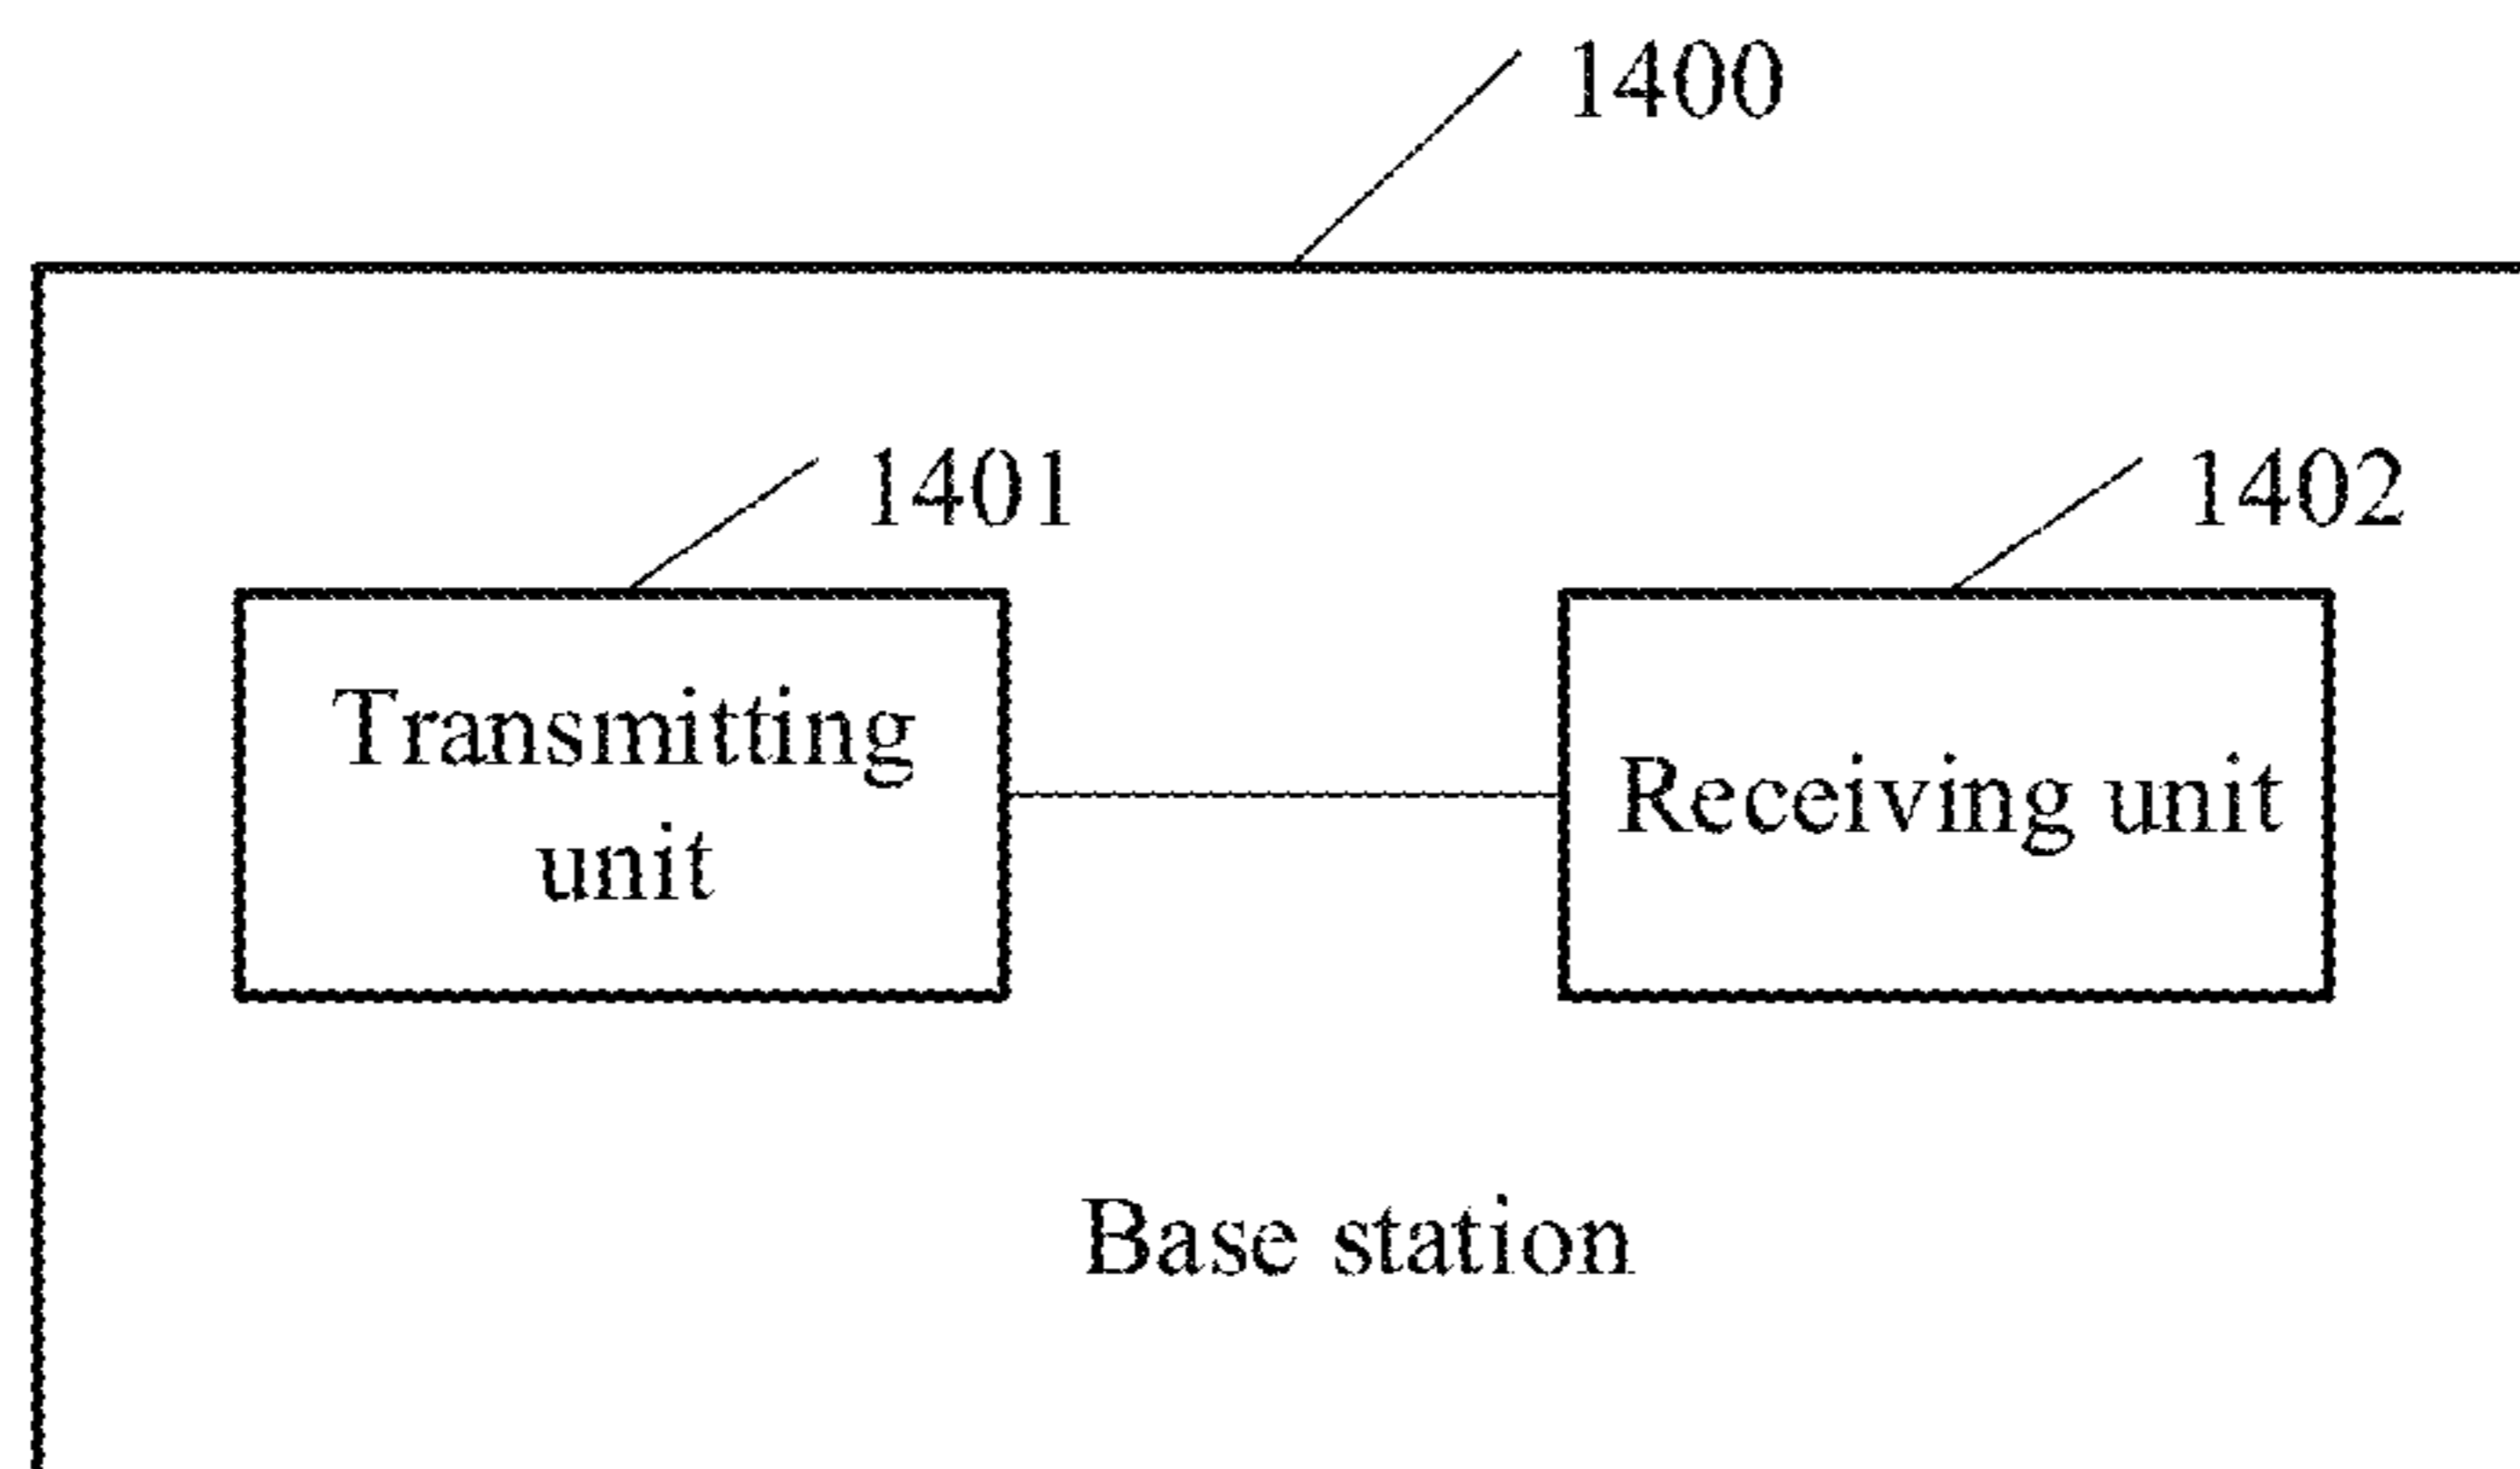 1400
1401
1402
Transmitting
unit
Receiving unit
Base station